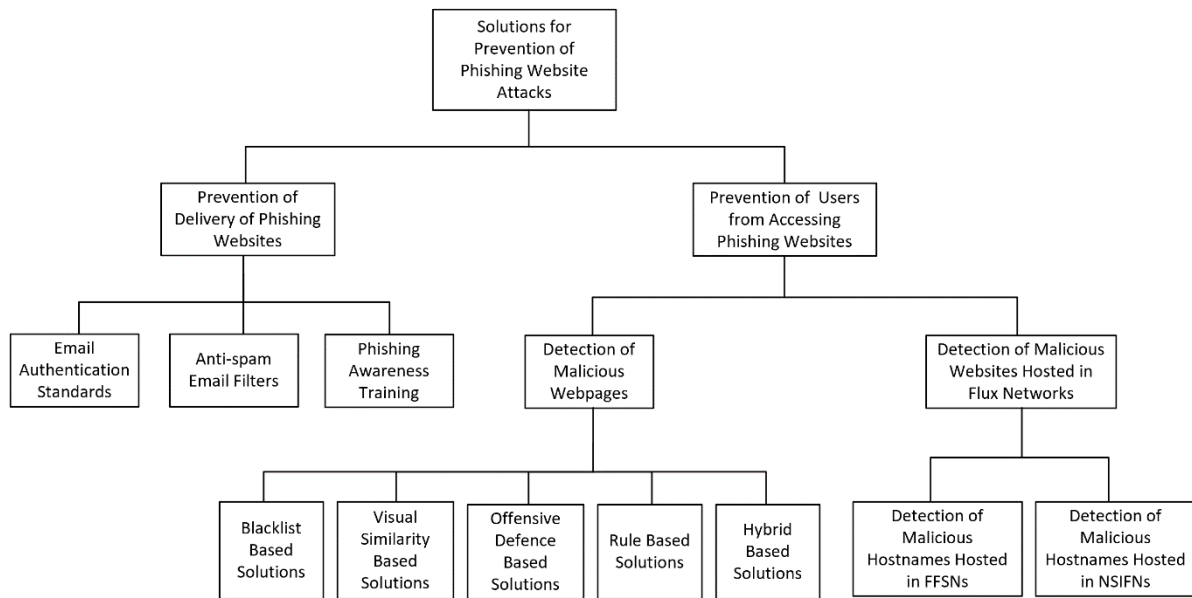 Solutions for
Prevention of
Phishing Website
Attacks
Prevention of
Delivery of Phishing
Websites
Prevention of Users
from Accessing
Phishing Websites
Email
Authentication
Standards
Anti-spam
Email Filters
Phishing
Awareness
Training
Detection of
Malicious
Webpages
Detection of Malicious
Websites Hosted in
Flux Networks
Blacklist
Based
Solutions
Visual
Similarity
Based
Solutions
Offensive
Defence
Based
Solutions
Rule Based
Solutions
Hybrid
Based
Solutions
Detection of
Malicious
Hostnames Hosted
in FFSNs
Detection of
Malicious
Hostnames Hosted
in NSIFNs